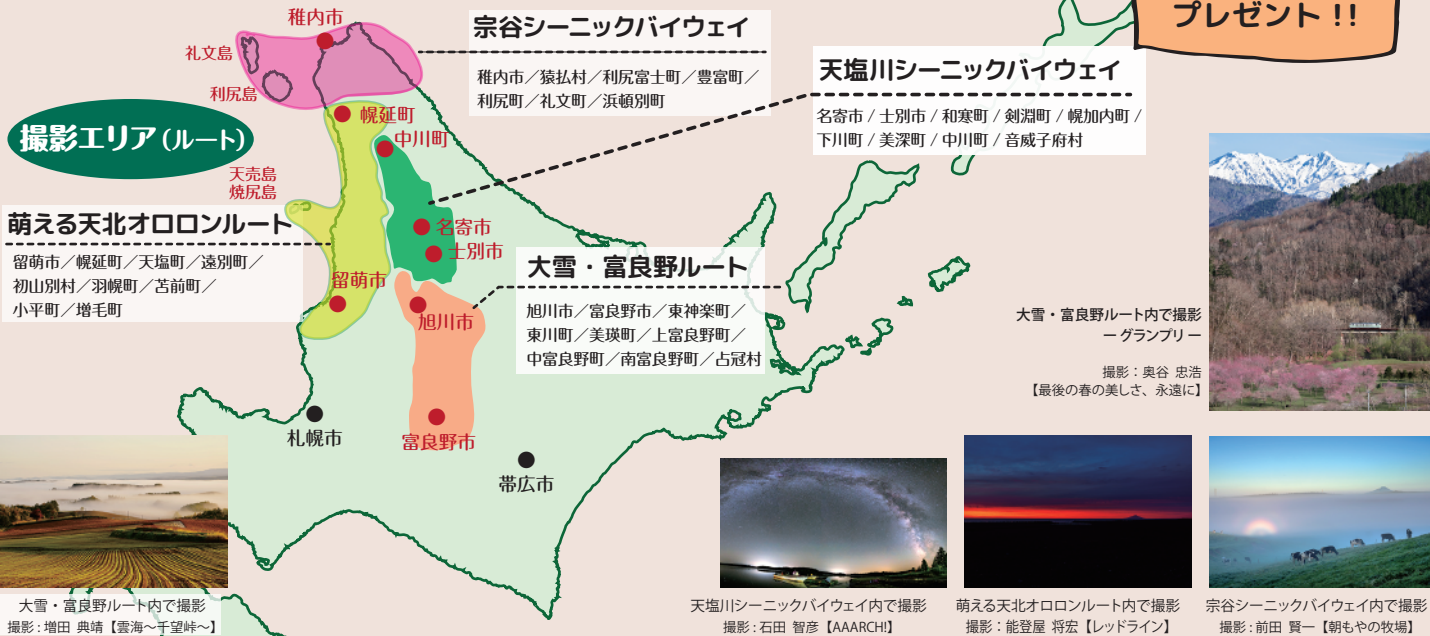 プレゼント !!
撮影エリア（ルート）
稚内市
礼文島
利尻島
幌延町
中川町
天売島
焼尻島
名寄市
士別市
留萌市
旭川市
富良野市
札幌市
帯広市
宗谷シーニックバイウェイ
稚内市／猿払村／利尻富士町／豊富町／
利尻町／礼文町／浜頓別町
天塩川シーニックバイウェイ
名寄市 / 士別市 / 和寒町 / 剣淵町 / 幌加内町 /
下川町 / 美深町 / 中川町 / 音威子府村
萌える天北オロロンルート
留萌市／幌延町／天塩町／遠別町／
初山別村／羽幌町／苫前町／
小平町／増毛町
大雪・富良野ルート
旭川市／富良野市／東神楽町／
東川町／美瑛町／上富良野町／
中富良野町／南富良野町／占冠村
大雪・富良野ルート内で撮影
ー グランプリ ー
撮影：奥谷 忠浩
【最後の春の美しさ、永遠に】
大雪・富良野ルート内で撮影
撮影：増田 典靖【雲海～千望峠～】
天塩川シーニックバイウェイ内で撮影
撮影：石田 智彦【AAARCH!】
萌える天北オロロンルート内で撮影
撮影：能登屋 将宏【レッドライン】
宗谷シーニックバイウェイ内で撮影
撮影：前田 賢一【朝もやの牧場】